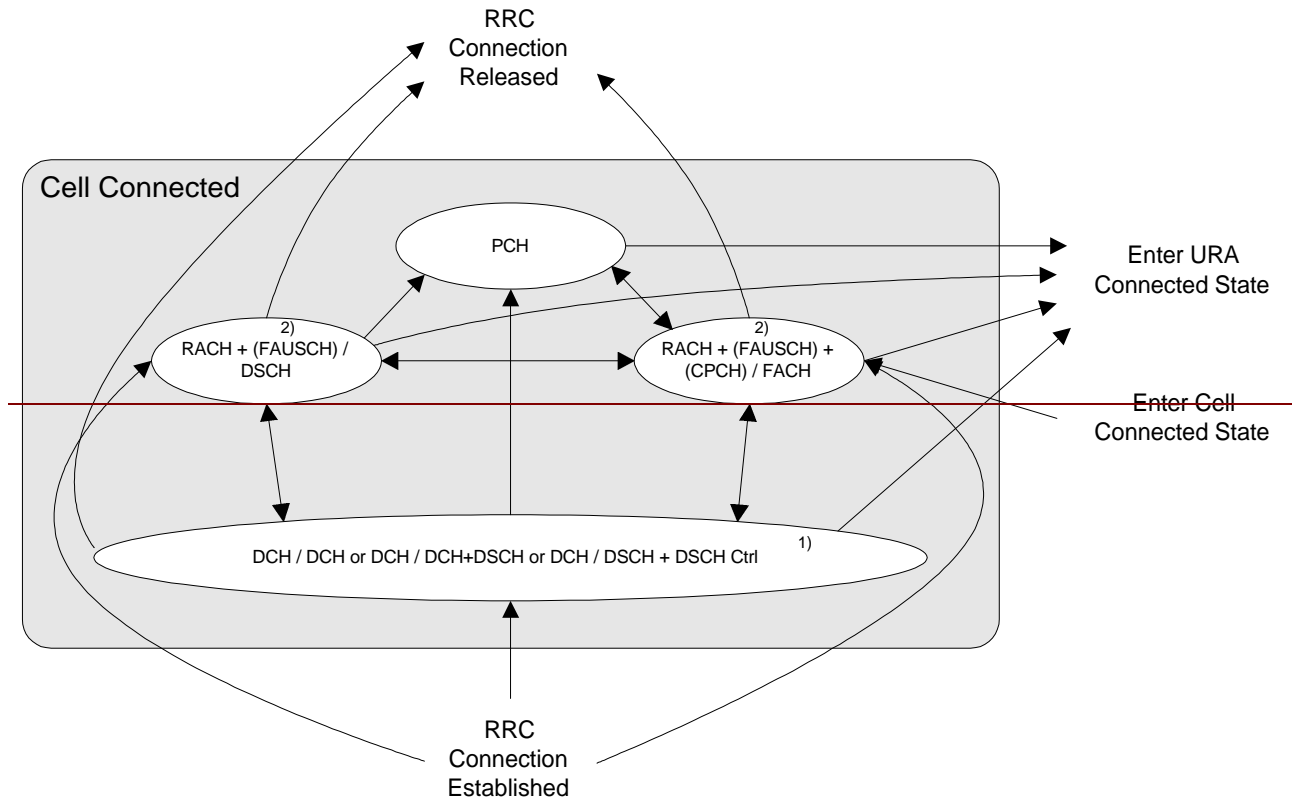 RRC
Connection
Released
Cell Connected
PCH
Enter URA
Connected State
2)
RACH + (FAUSCH) /
DSCH
2)
RACH + (FAUSCH) +
(CPCH) / FACH
Enter Cell
Connected State
1)
DCH / DCH or DCH / DCH+DSCH or DCH / DSCH + DSCH Ctrl
RRC
Connection
Established